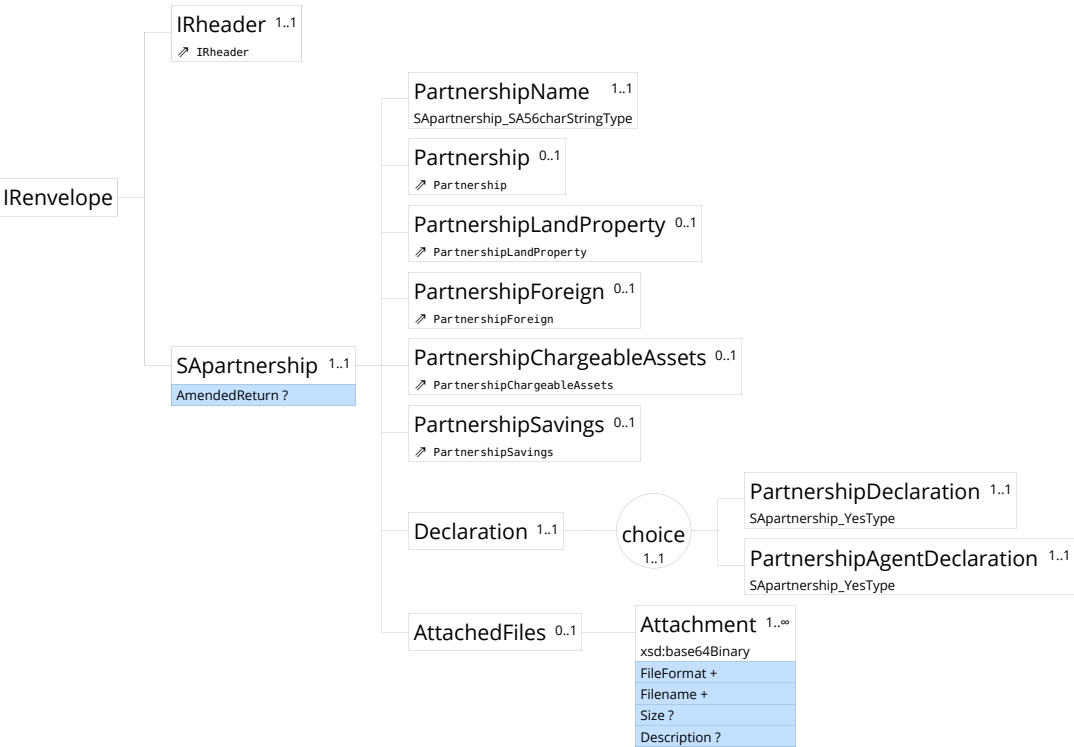 IRheader 1..1
⇗ IRheader
PartnershipName 1..1
SApartnership_SA56charStringType
Partnership 0..1
⇗ Partnership
IRenvelope
PartnershipLandProperty 0..1
⇗ PartnershipLandProperty
PartnershipForeign 0..1
⇗ PartnershipForeign
SApartnership 1..1
AmendedReturn ?
PartnershipChargeableAssets 0..1
⇗ PartnershipChargeableAssets
PartnershipSavings 0..1
⇗ PartnershipSavings
Declaration 1..1
choice
1..1
PartnershipDeclaration 1..1
SApartnership_YesType
PartnershipAgentDeclaration 1..1
SApartnership_YesType
AttachedFiles 0..1
Attachment 1..∞
xsd:base64Binary
FileFormat +
Filename +
Size ?
Description ?